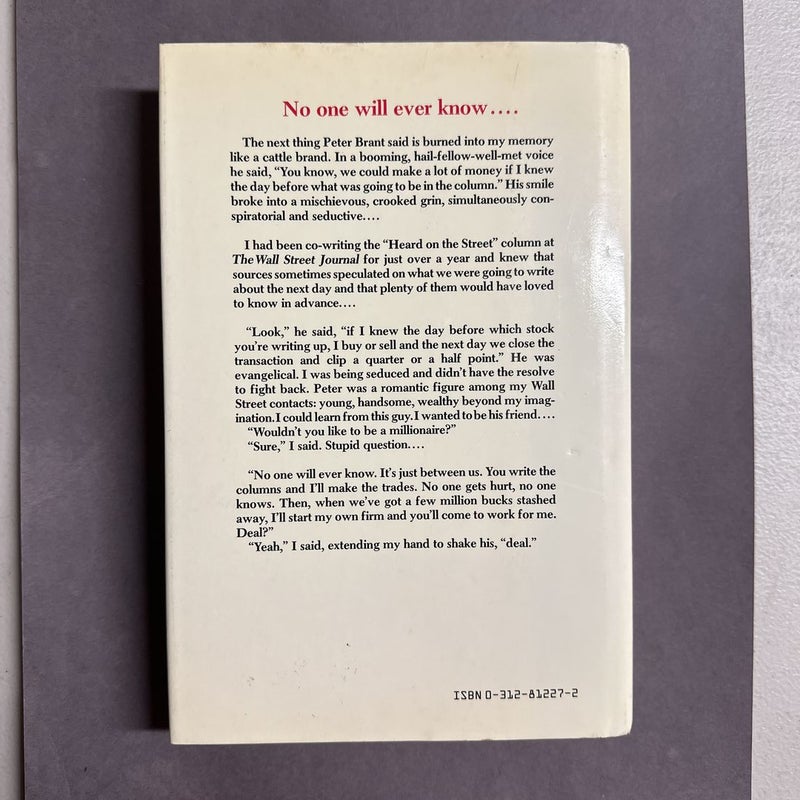 No one will ever know....
The next thing Peter Brant said is burned into my memory
like a cattle brand. In a booming, hail-fellow-well-met voice
he said, “You know, we could make a lot of money if I knew
the day before what was going to be in the column.” His smile
broke into a mischievous, crooked grin, simultaneously con-
spiratorial and seductive....
I had been co-writing the “Heard on the Street” column at
The Wall Street Journal for just over a year and knew that
sources sometimes speculated on what we were going to write
about the next day and that plenty of them would have loved
to know in advance....
“Look,” he said, “if I knew the day before which stock
you’re writing up, I buy or sell and the next day we close the
transaction and clip a quarter or a half point.” He was
evangelical. I was being seduced and didn’t have the resolve
to fight back. Peter was a romantic figure among my Wall
Street contacts: young, handsome, wealthy beyond my imag-
ination. I could learn from this guy. I wanted to be his friend....
“Wouldn’t you like to be a millionaire?”
“Sure,” I said. Stupid question....
“No one will ever know. It’s just between us. You write the
columns and I’ll make the trades. No one gets hurt, no one
knows. Then, when we’ve got a few million bucks stashed
away, I’ll start my own firm and you’ll come to work for me.
Deal?”
“Yeah,” I said, extending my hand to shake his, “deal.”
ISBN 0-312-81227-2